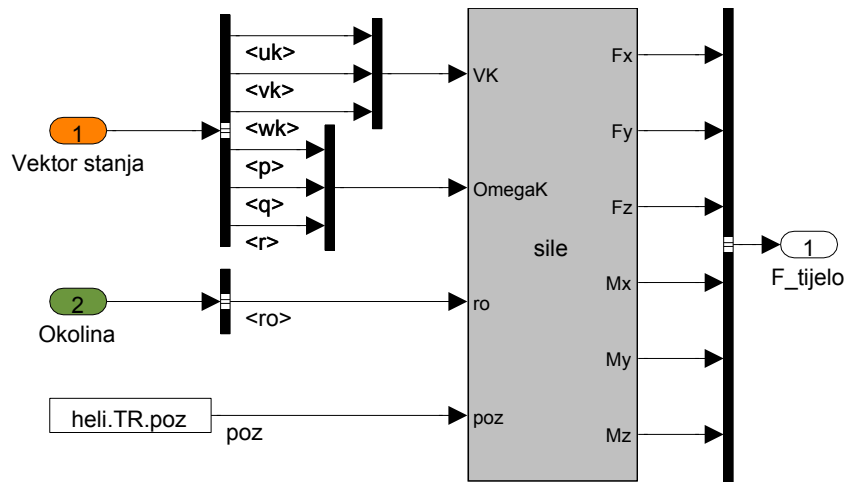 1
Vektor stanja
<uk>
<vk>
<wk>
<p>
<q>
<r>
2
Okolina
<ro>
heli.TR.poz
poz
VK
OmegaK
ro
poz
sile
Fx
Fy
Fz
Mx
My
Mz
1
F_tijelo